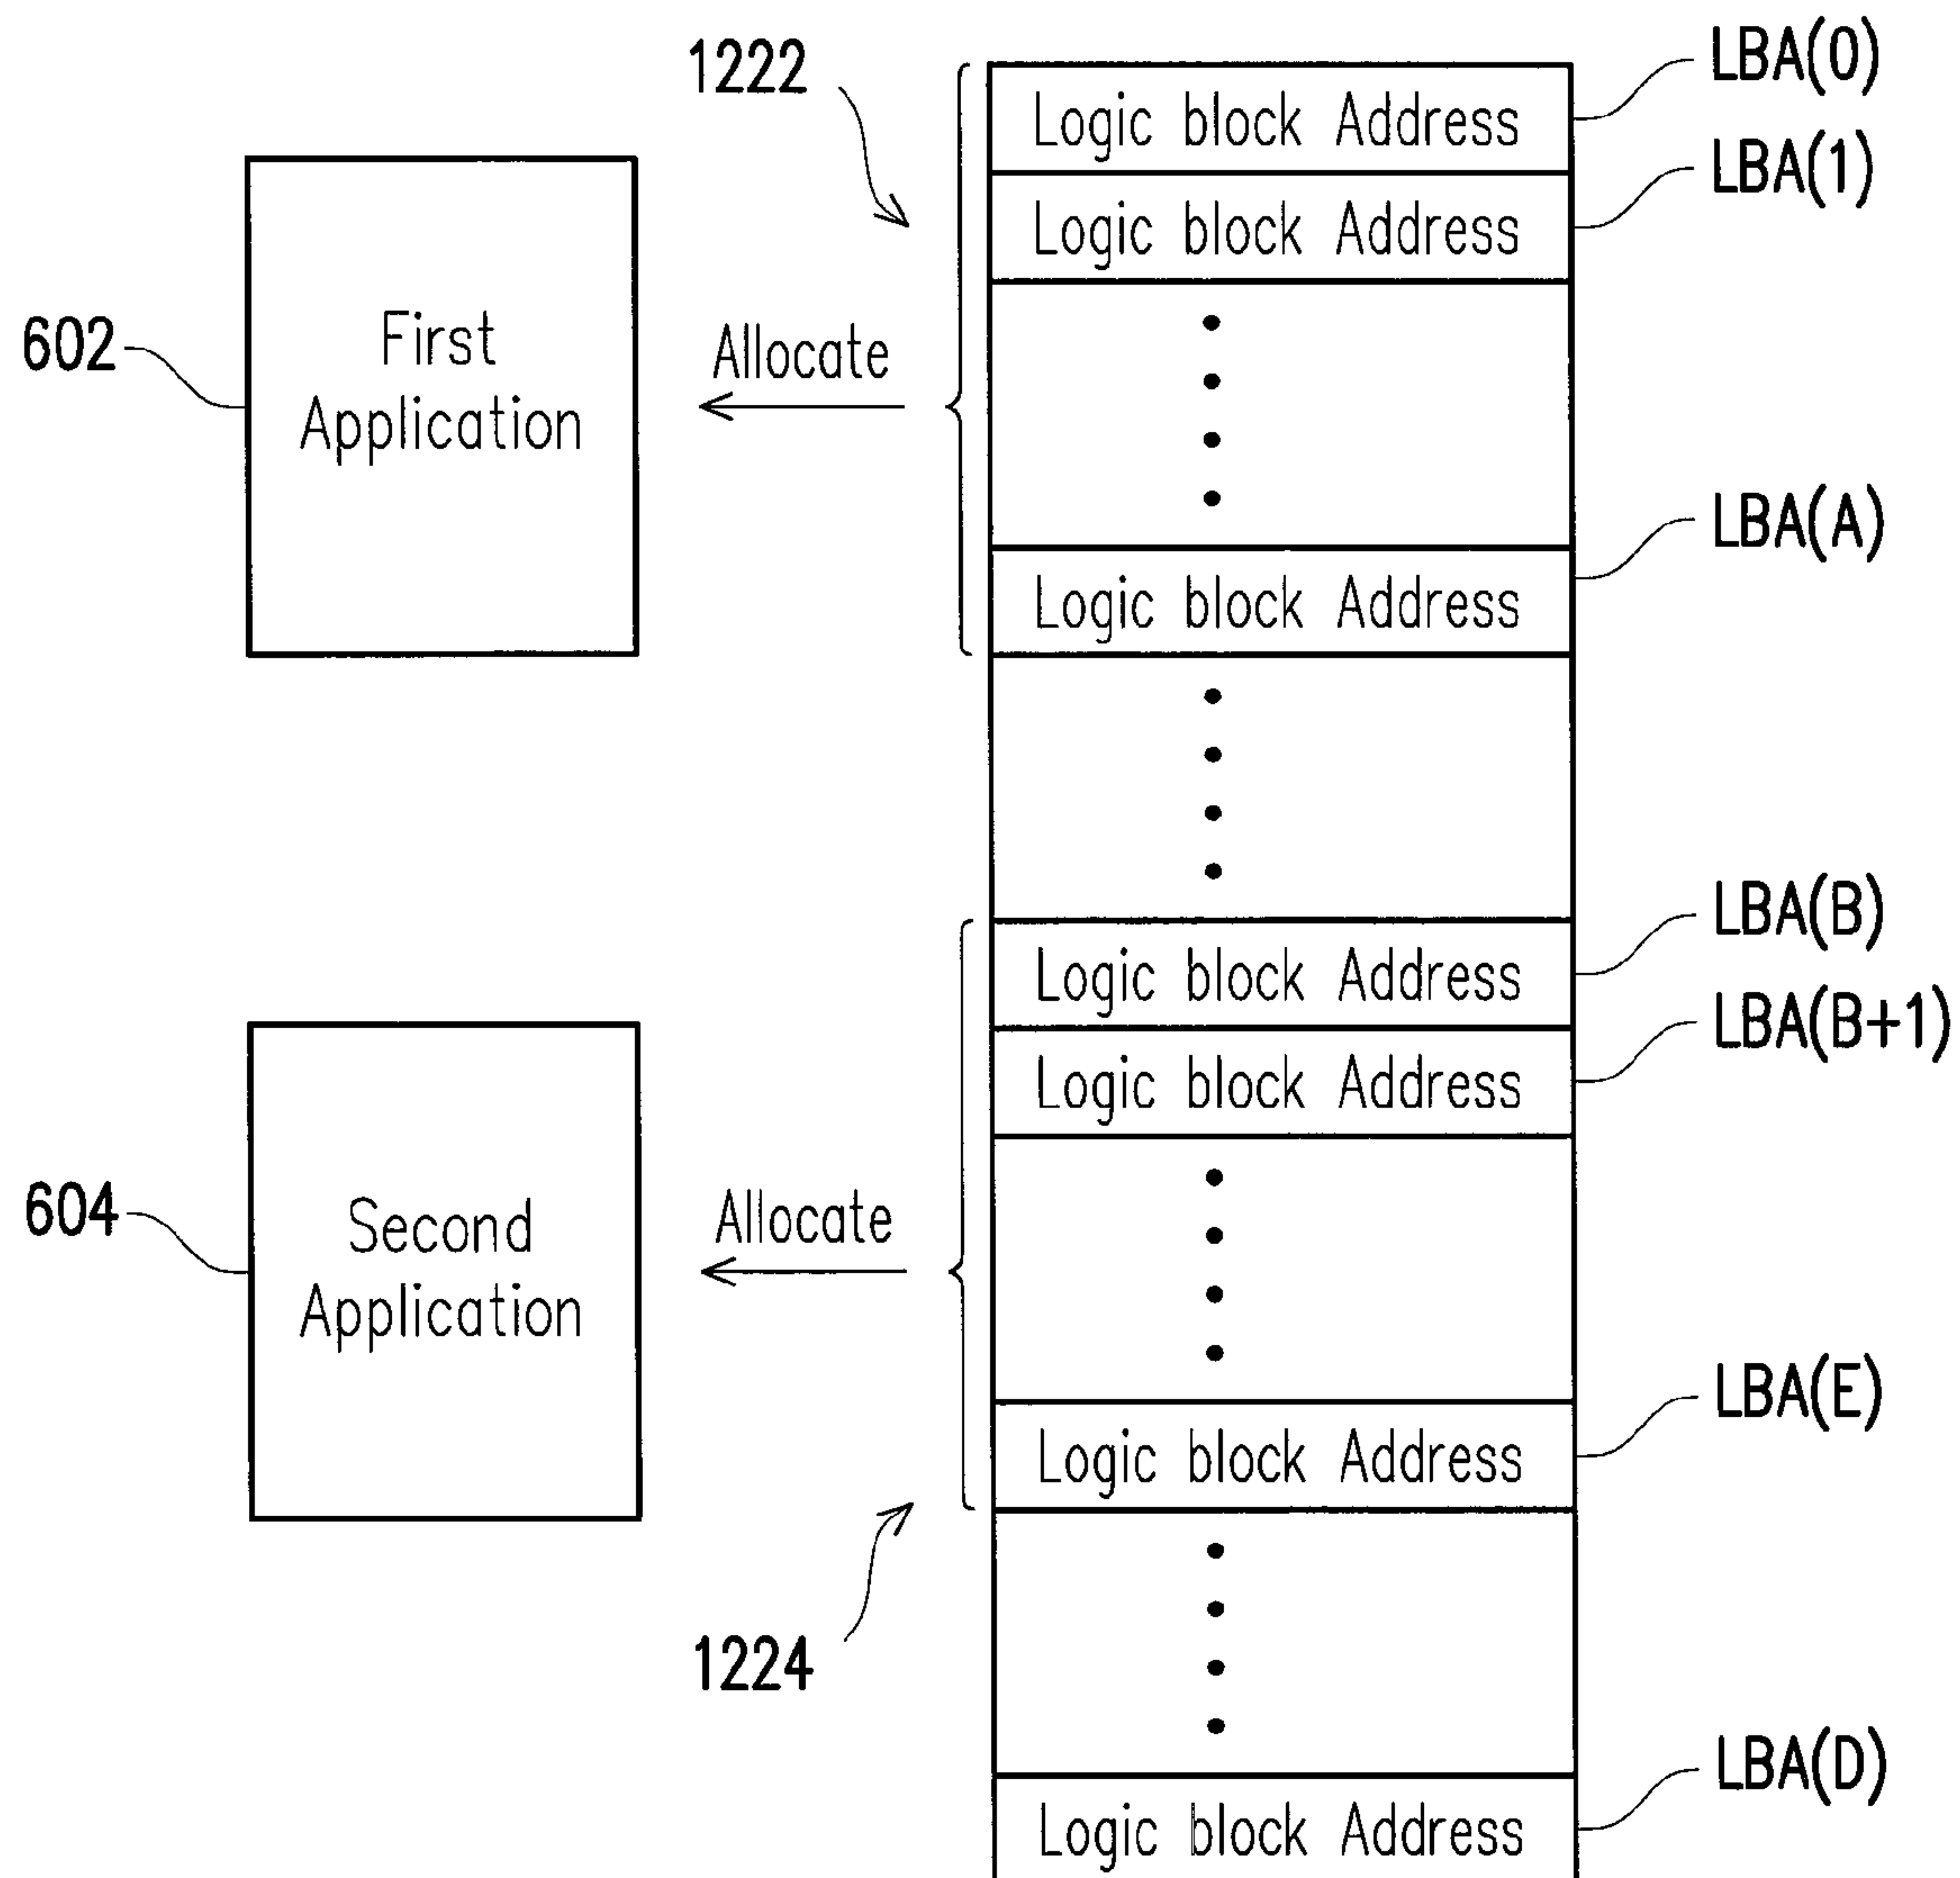 1222
LBA(0)
Logic block Address
LBA(1)
Logic block Address
602
First
Application
Allocate
LBA(A)
Logic block Address
LBA(B)
Logic block Address
LBA(B+1)
Logic block Address
604
Second
Application
Allocate
LBA(E)
Logic block Address
1224
LBA(D)
Logic block Address